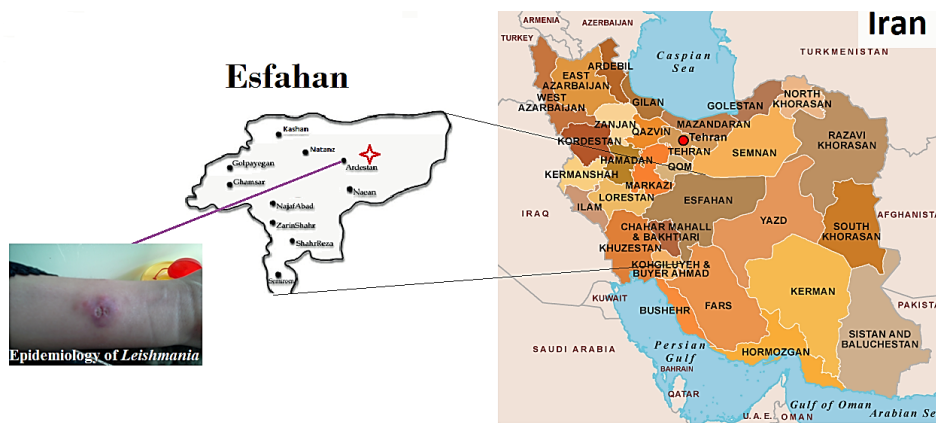 Esfahan
Kashan
Natanz
Ardestan
Golpayegan
Ghamsar
Naean
NajafAbad
ZarinShahr
ShahrReza
Semirom
Epidemiology of Leishmania
Iran
ARMENIA
AZERBAIJAN
TURKEY
Caspian
Sea
TURKMENISTAN
ARDEBIL
EAST
AZARBAIJAN
WEST
AZARBAIJAN
GILAN
GOLESTAN
NORTH
KHORASAN
ZANJAN
QAZVIN
MAZANDARAN
Tehran
TEHRAN
RAZAVI
KHORASAN
KORDESTAN
SEMNAN
HAMADAN
QOM
KERMANSHAH
MARKAZI
LORESTAN
ILAM
ESFAHAN
IRAQ
YAZD
SOUTH
KHORASAN
AFGHANISTA
CHAHAR MAHALL
& BAKHTIARI
KHUZESTAN
KOHGILUYEH &
BUYER AHMAD
KUWAIT
BUSHEHR
FARS
KERMAN
PAKIST
SISTAN AND
BALUCHESTAN
SAUDI ARABIA
Persian
Gulf
HORMOZGAN
BAHRAIN
QATAR
U.A.E.
OMAN
Gulf of Oman
Arabian Se